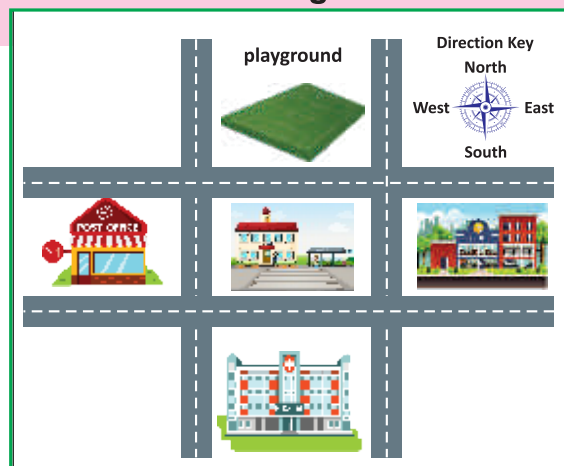 playground
Direction Key
North
West
East
South
POST OFFICE